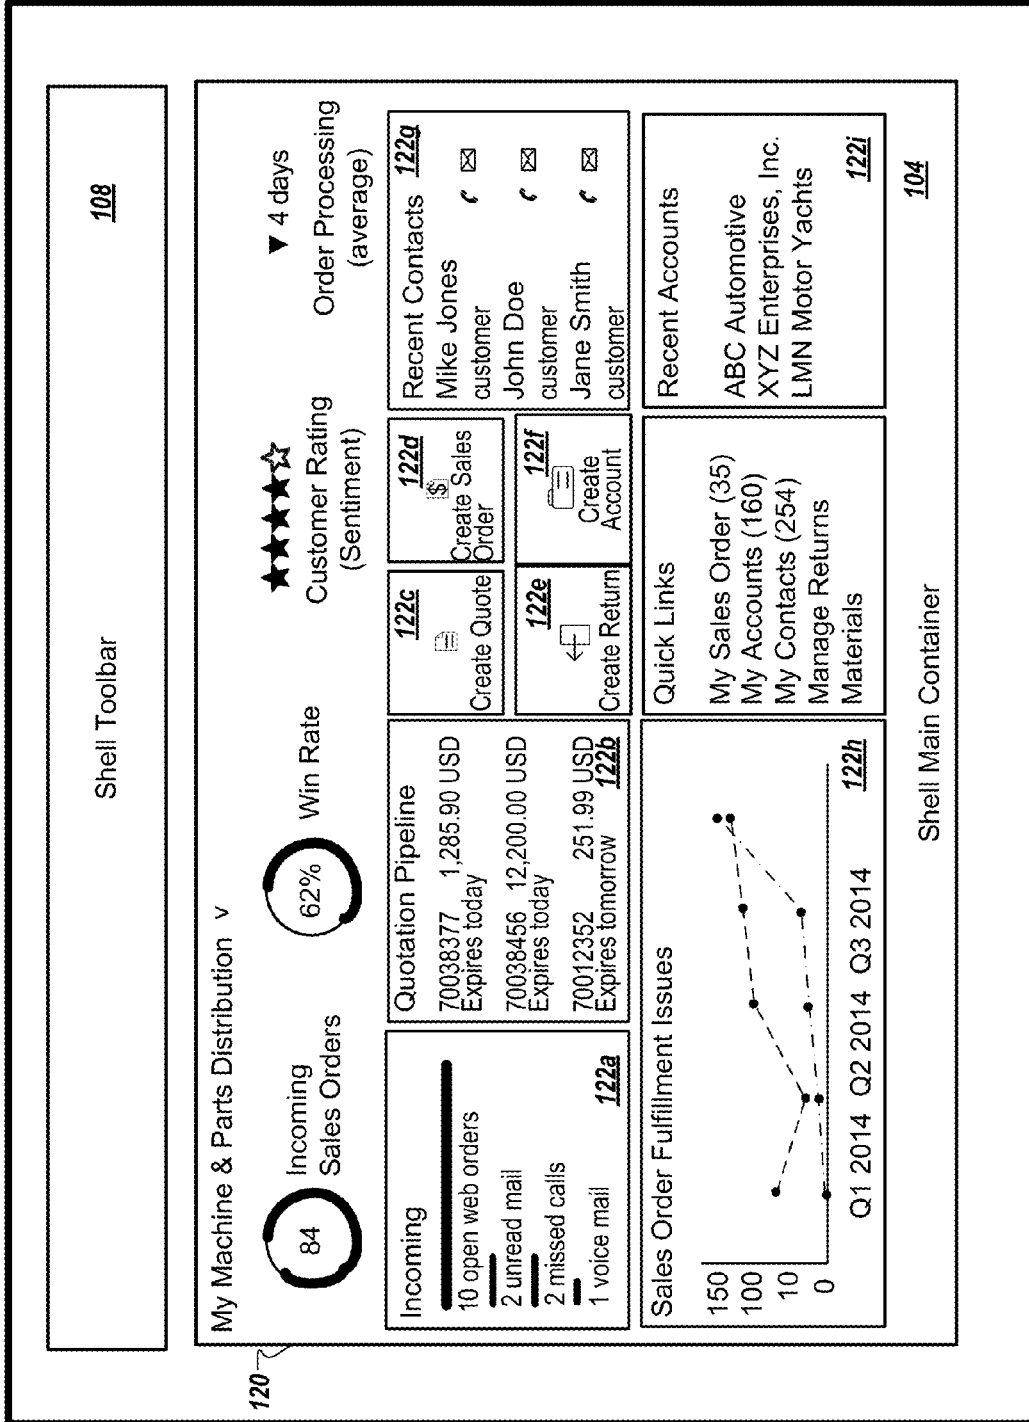 Shell Toolbar
108
120
My Machine & Parts Distribution v
84
Incoming
Sales Orders
62%
Win Rate
Customer Rating
(Sentiment)
▼ 4 days
Order Processing
(average)
Incoming
10 open web orders
2 unread mail
2 missed calls
1 voice mail
122a
Quotation Pipeline
70038377 1,285.90 USD
Expires today
70038456 12,200.00 USD
Expires today
70012352 251.99 USD
Expires tomorrow 122b
122c
Create Quote
122d
$
Create Sales
Order
122e
Create Return
122f
Create
Account
Recent Contacts 122g
Mike Jones
customer
John Doe
customer
Jane Smith
customer
Sales Order Fulfillment Issues
150
100
10
0
Q1 2014 Q2 2014 Q3 2014
122h
Quick Links
My Sales Order (35)
My Accounts (160)
My Contacts (254)
Manage Returns
Materials
Recent Accounts
ABC Automotive
XYZ Enterprises, Inc.
LMN Motor Yachts
122i
Shell Main Container
104